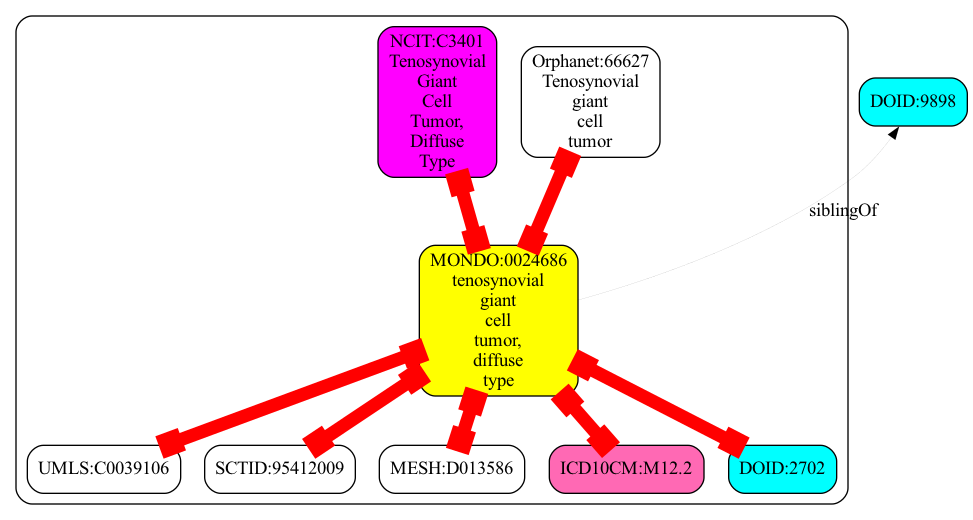 NCIT:C3401
Tenosynovial
Giant
Cell
Tumor,
Diffuse
Type
Orphanet:66627
Tenosynovial
giant
cell
tumor
DOID:9898
siblingOf
MONDO:0024686
tenosynovial
giant
cell
tumor,
diffuse
type
UMLS:C0039106
SCTID:95412009
MESH:D013586
ICD10CM:M12.2
DOID:2702